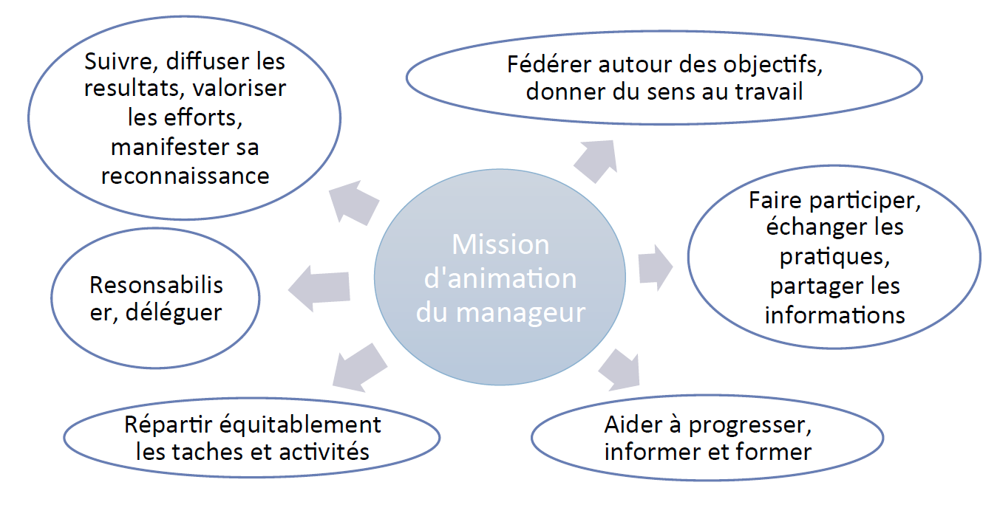 Suivre, diffuser les
resultats, valoriser
les efforts,
manifester sa
reconnaissance
Fédérer autour des objectifs,
donner du sens au travail
Faire participer,
échanger les
pratiques,
partager les
informations
Mission
d'animation
du manageur
Resonsabilis
er, déléguer
Répartir équitablement
les taches et activités
Aider à progresser,
informer et former